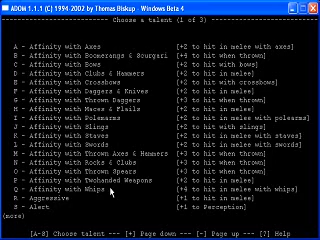 ADOM 1.1.1 (C) 1994-2002 by Thomas Biskup - Windows Beta 4
Choose a talent (1 of 3)
A - Affinity with Axes [+2 to hit in melee with axes]
B - Affinity with Boomerangs & Scurgari [+4 to hit when thrown]
C - Affinity with Bows [+2 to hit with bows]
D - Affinity with Clubs & Hammers [+2 to hit in melee]
E - Affinity with Crossbows [+2 to hit with crossbows]
F - Affinity with Daggers & Knives [+2 to hit in melee]
G - Affinity with Thrown Daggers [+3 to hit when thrown]
H - Affinity with Maces & Flails [+2 to hit in melee]
I - Affinity with Polearms [+2 to hit in melee with polearms]
J - Affinity with Slings [+2 to hit with slings]
K - Affinity with Staves [+2 to hit in melee with staves]
L - Affinity with Swords [+2 to hit in melee with swords]
M - Affinity with Thrown Axes & Hammers [+3 to hit when thrown]
N - Affinity with Rocks & Clubs [+3 to hit when thrown]
O - Affinity with Thrown Spears [+2 to hit when thrown]
P - Affinity with Twohanded Weapons [+2 to hit in melee]
Q - Affinity with Whips [+4 to hit in melee with whips]
R - Aggressive [+1 to hit in melee]
S - Alert [+1 to Perception]
(more)
[A-S] Choose talent -- [+] Page down -- [-] Page up -- [?] Help